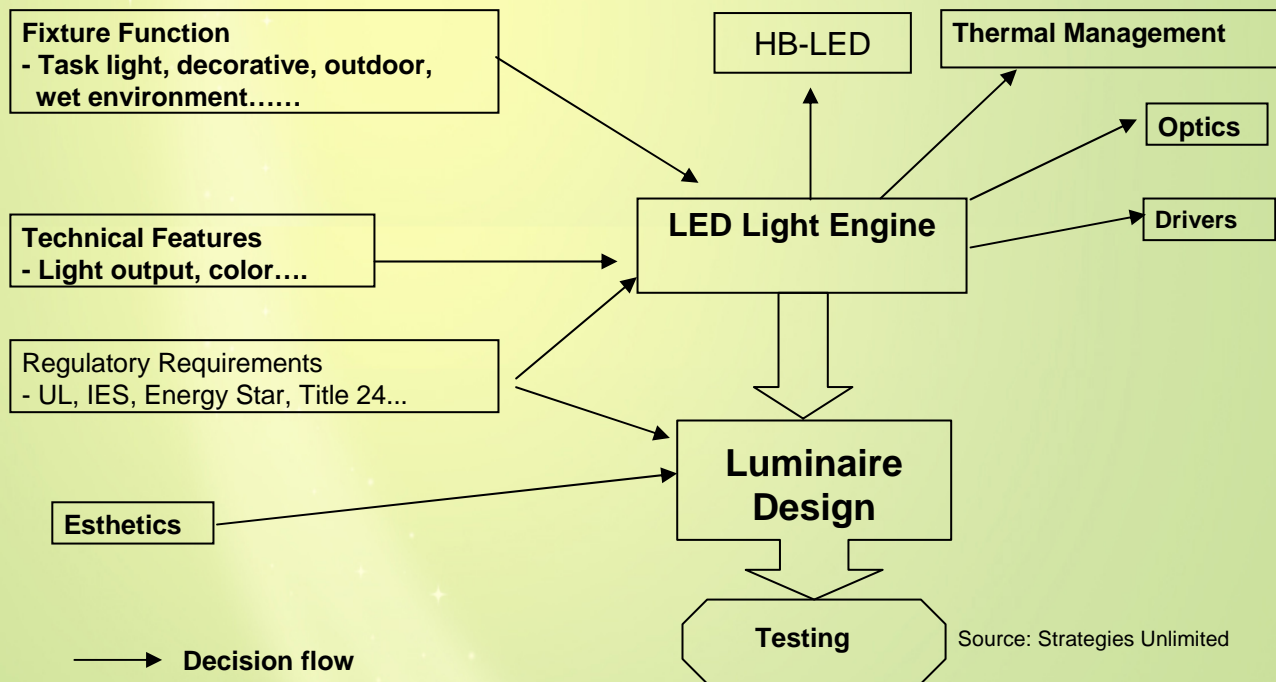 Fixture Function
- Task light, decorative, outdoor,
wet environment……
HB-LED
Thermal Management
Optics
Drivers
LED Light Engine
Technical Features
- Light output, color….
Regulatory Requirements
- UL, IES, Energy Star, Title 24...
Luminaire
Design
Esthetics
Testing
Source: Strategies Unlimited
Decision flow